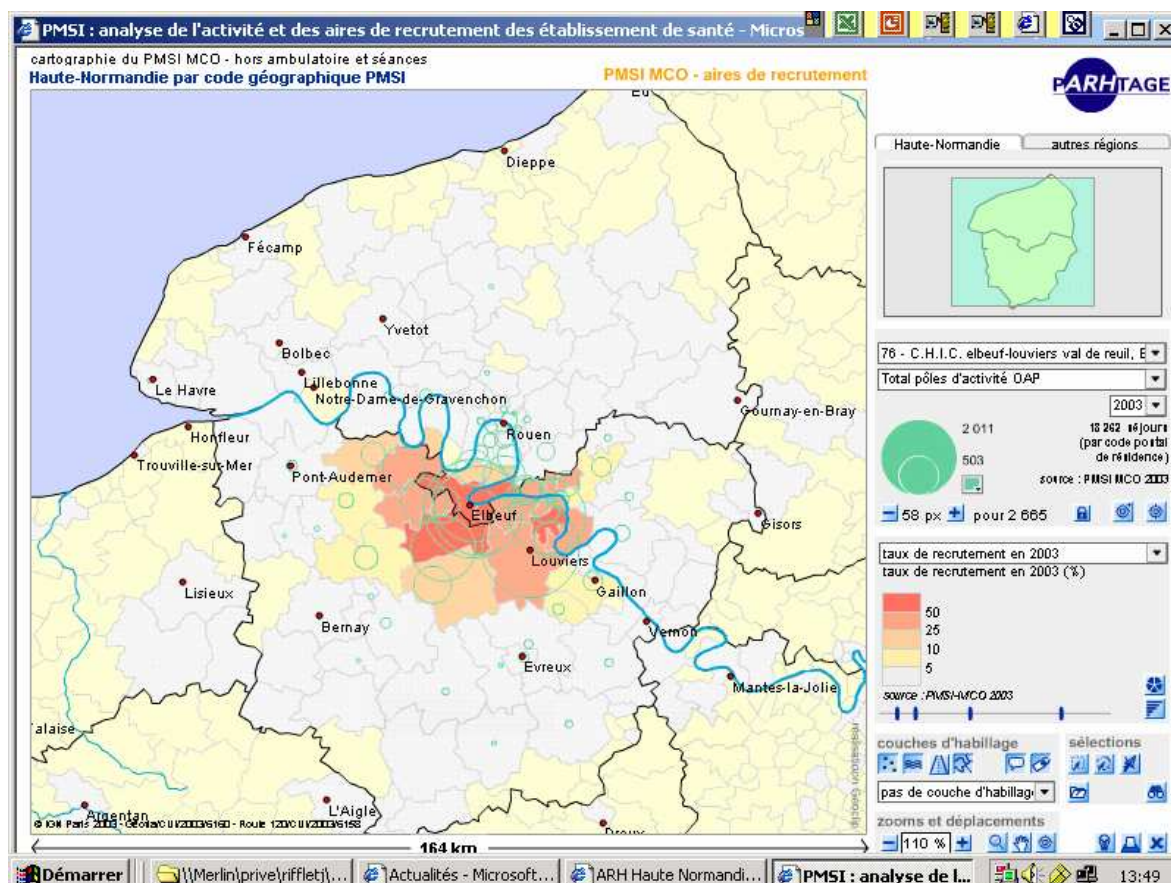 PMSI : analyse de l'activité et des aires de recrutement des établissement de santé - Micros
cartographie du PMSI MCO - hors ambulatoire et séances
Haute-Normandie par code géographique PMSI
PMSI MCO - aires de recrutement
PARHTAGE
Haute-Normandie
autres régions
Eu
Dieppe
Fécamp
Yvetot
Bolbec
Lillebonne
Le Havre
Notre-Dame-de-Gravenchon
Gournay-en-Bray
Rouen
Honfleur
Trouville-sur-Mer
Pont-Audemer
Elbeuf
Gisors
Louviers
Lisieux
Gaillon
Bernay
Vernon
Evreux
Mantes-la-Jolie
alaise
Argentan
L'Aigle
Dreux
164 km
76 - C.H.I.C. elbeuf-louviers val de reuil, E
Total pôles d'activité OAP
2003
2 011
503
18 262 séjours
(par code postal
de résidence)
source : PMSI MCO 2003
58 px
pour 2 665
taux de recrutement en 2003
taux de recrutement en 2003 (%)
50
25
10
5
source : PMSI-MCO 2003
couches d'habillage
sélections
pas de couche d'habillag
zooms et déplacements
110 %
réalisation Géoclip
Démarrer
\\Merlin\prive\riffletj\...
Actualités - Microsoft...
ARH Haute Normandi...
PMSI : analyse de l...
13:49